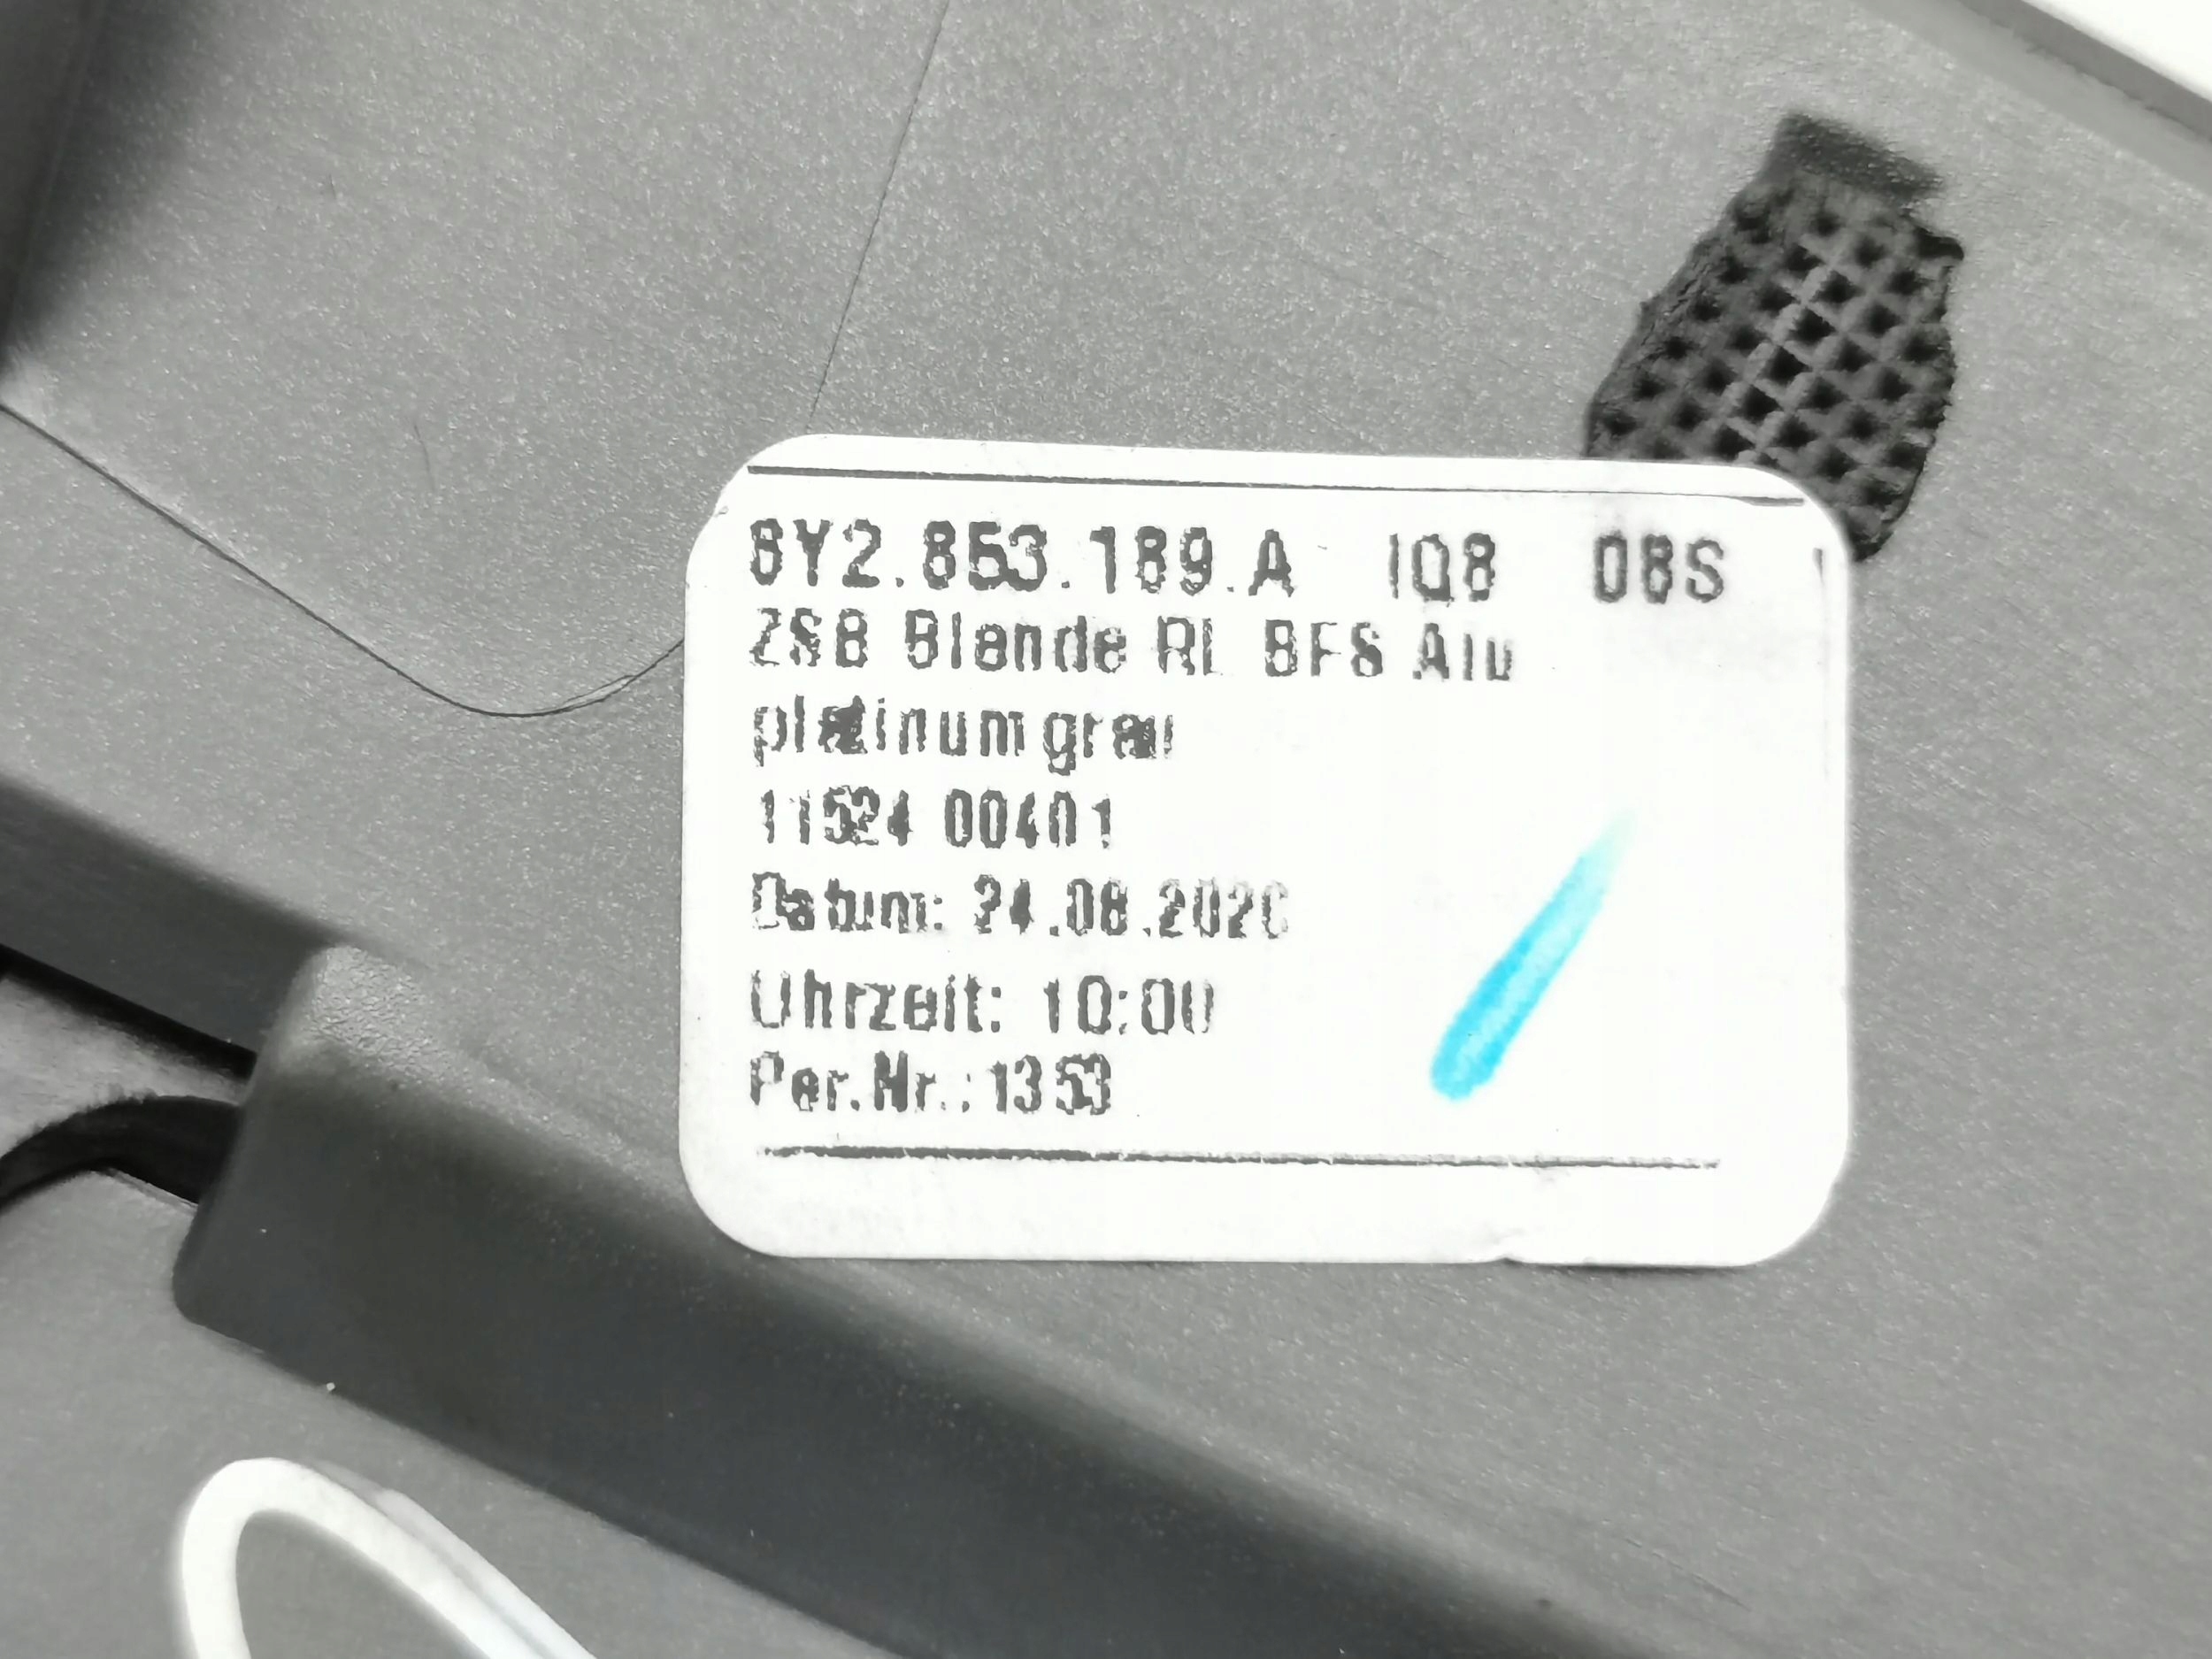 8Y2.853.189.A IQ8 08S
ZSB Blende RL BFS Alu
platinumgrau
11524 00401
Datum: 24.08.2020
Uhrzeit: 10:00
Per.Nr.:1353